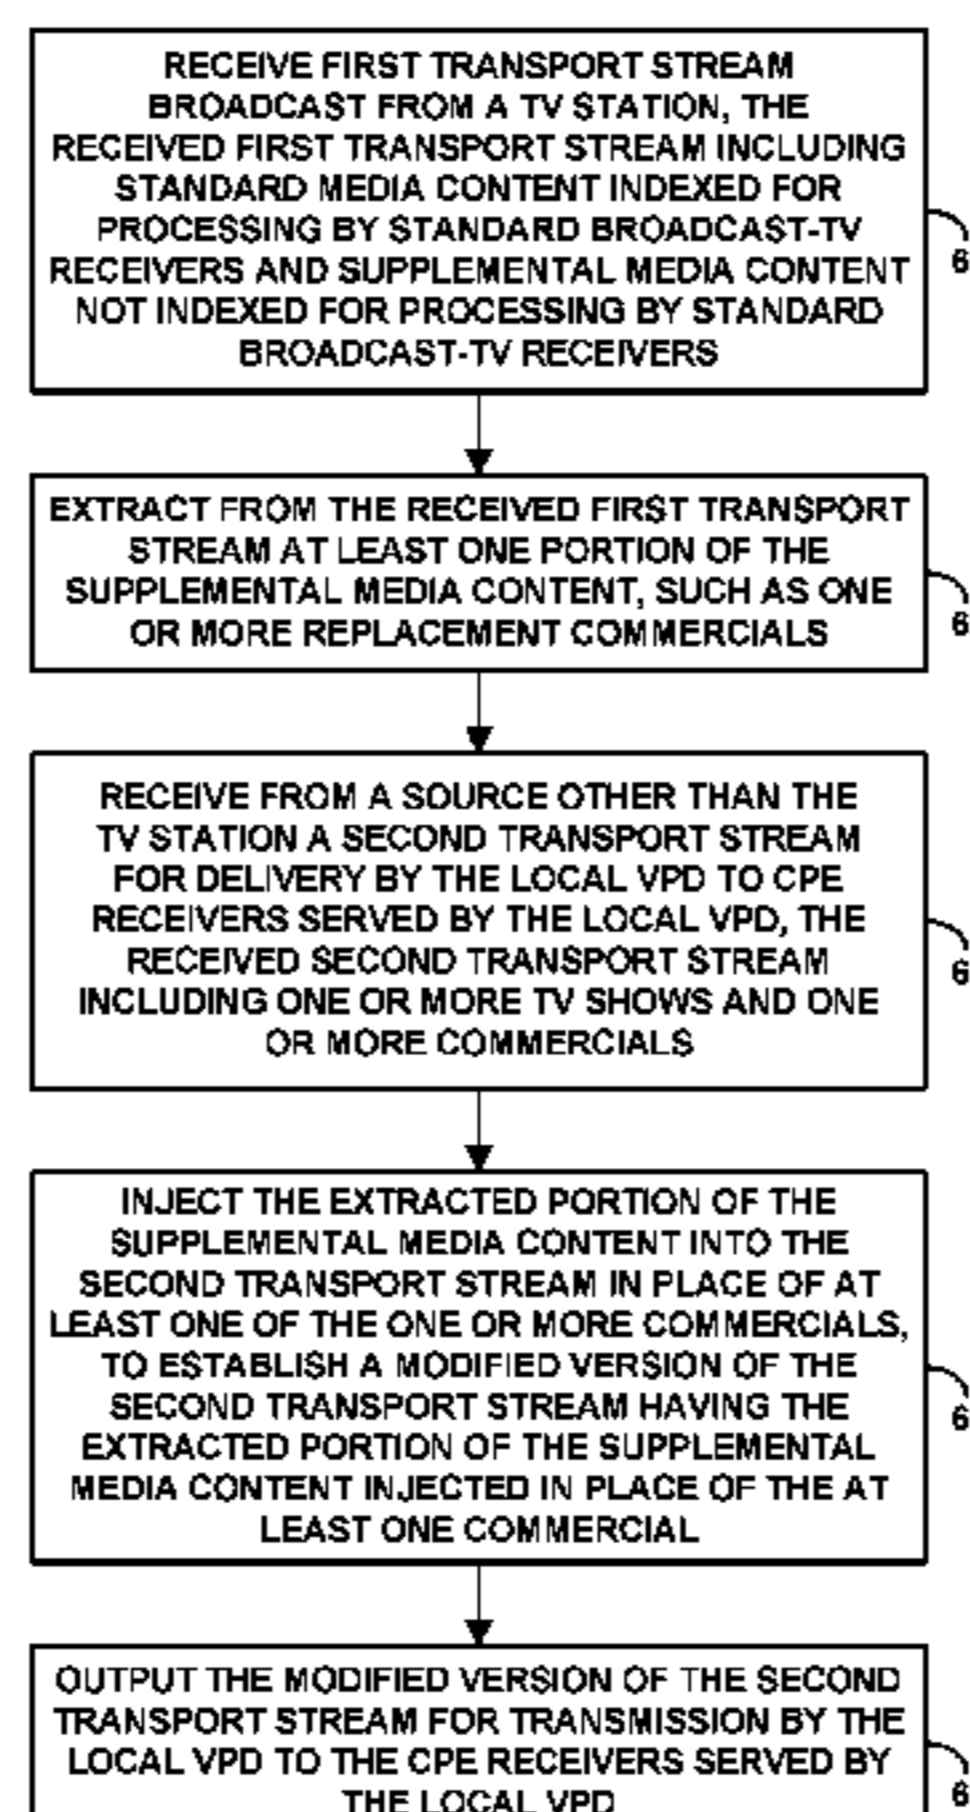 RECEIVE FIRST TRANSPORT STREAM
BROADCAST FROM A TV STATION, THE
RECEIVED FIRST TRANSPORT STREAM INCLUDING
STANDARD MEDIA CONTENT INDEXED FOR
PROCESSING BY STANDARD BROADCAST-TV
RECEIVERS AND SUPPLEMENTAL MEDIA CONTENT
NOT INDEXED FOR PROCESSING BY STANDARD
BROADCAST-TV RECEIVERS
6
EXTRACT FROM THE RECEIVED FIRST TRANSPORT
STREAM AT LEAST ONE PORTION OF THE
SUPPLEMENTAL MEDIA CONTENT, SUCH AS ONE
OR MORE REPLACEMENT COMMERCIALS
6
RECEIVE FROM A SOURCE OTHER THAN THE
TV STATION A SECOND TRANSPORT STREAM
FOR DELIVERY BY THE LOCAL VPD TO CPE
RECEIVERS SERVED BY THE LOCAL VPD, THE
RECEIVED SECOND TRANSPORT STREAM
INCLUDING ONE OR MORE TV SHOWS AND ONE
OR MORE COMMERCIALS
6
INJECT THE EXTRACTED PORTION OF THE
SUPPLEMENTAL MEDIA CONTENT INTO THE
SECOND TRANSPORT STREAM IN PLACE OF AT
LEAST ONE OF THE ONE OR MORE COMMERCIALS,
TO ESTABLISH A MODIFIED VERSION OF THE
SECOND TRANSPORT STREAM HAVING THE
EXTRACTED PORTION OF THE SUPPLEMENTAL
MEDIA CONTENT INJECTED IN PLACE OF THE AT
LEAST ONE COMMERCIAL
6
OUTPUT THE MODIFIED VERSION OF THE SECOND
TRANSPORT STREAM FOR TRANSMISSION BY THE
LOCAL VPD TO THE CPE RECEIVERS SERVED BY
THE LOCAL VPD
6